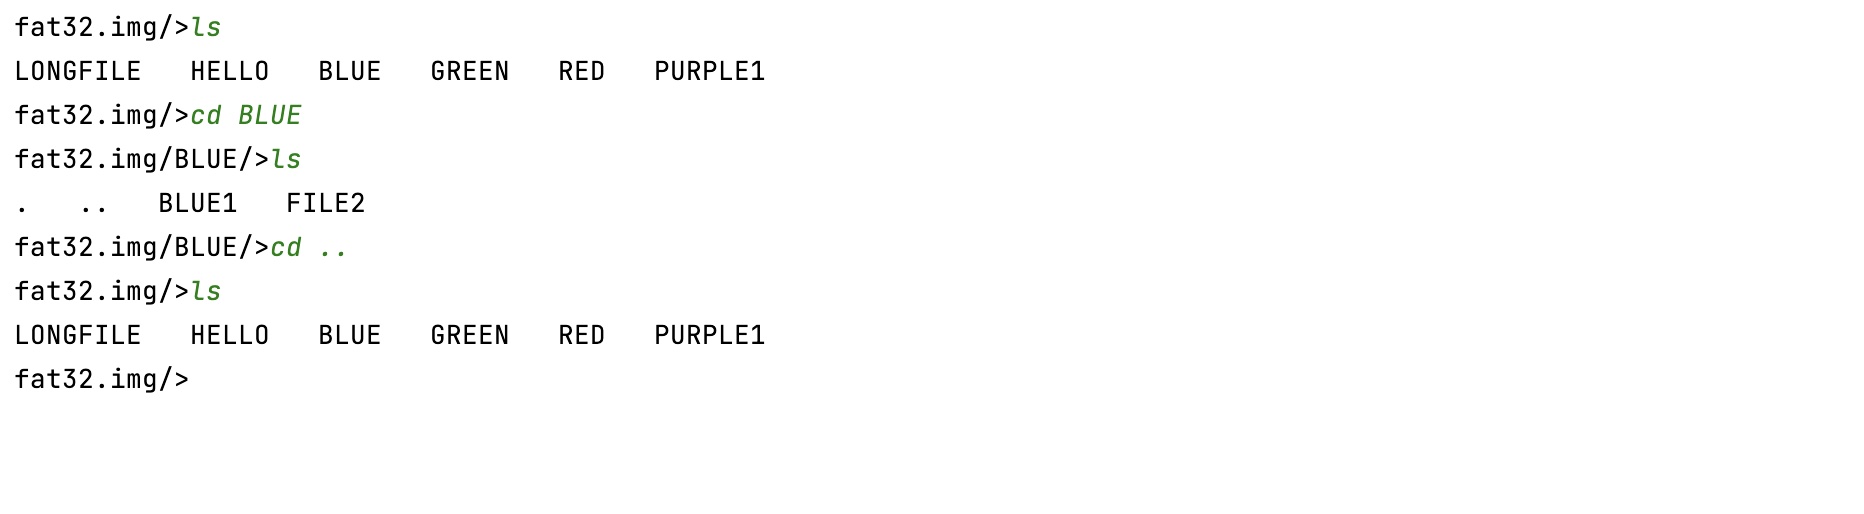 fat32.img/>ls
LONGFILE   HELLO   BLUE   GREEN   RED   PURPLE1
fat32.img/>cd BLUE
fat32.img/BLUE/>ls
.   ..   BLUE1   FILE2
fat32.img/BLUE/>cd ..
fat32.img/>ls
LONGFILE   HELLO   BLUE   GREEN   RED   PURPLE1
fat32.img/>